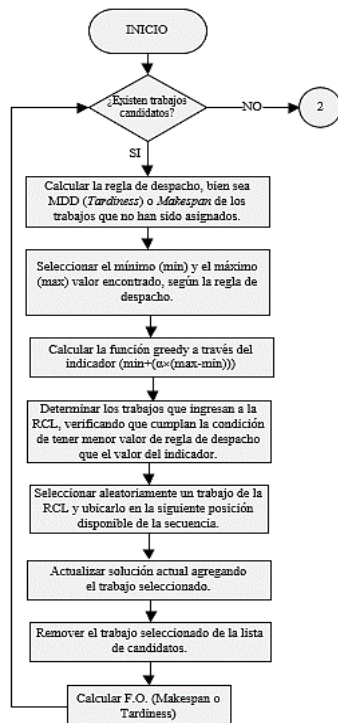 INICIO
¿Existen trabajos
candidatos?
NO
2
SI
Calcular la regla de despacho, bien sea
MDD (Tardiness) o Makespan de los
trabajos que no han sido asignados.
Seleccionar el mínimo (min) y el máximo
(max) valor encontrado, según la regla de
despacho.
Calcular la función greedy a través del
indicador (min+(α×(max-min)))
Determinar los trabajos que ingresan a la
RCL, verificando que cumplan la condición
de tener menor valor de regla de despacho
que el valor del indicador.
Seleccionar aleatoriamente un trabajo de la
RCL y ubicarlo en la siguiente posición
disponible de la secuencia.
Actualizar solución actual agregando
el trabajo seleccionado.
Remover el trabajo seleccionado de la lista
de candidatos.
Calcular F.O. (Makespan o
Tardiness)